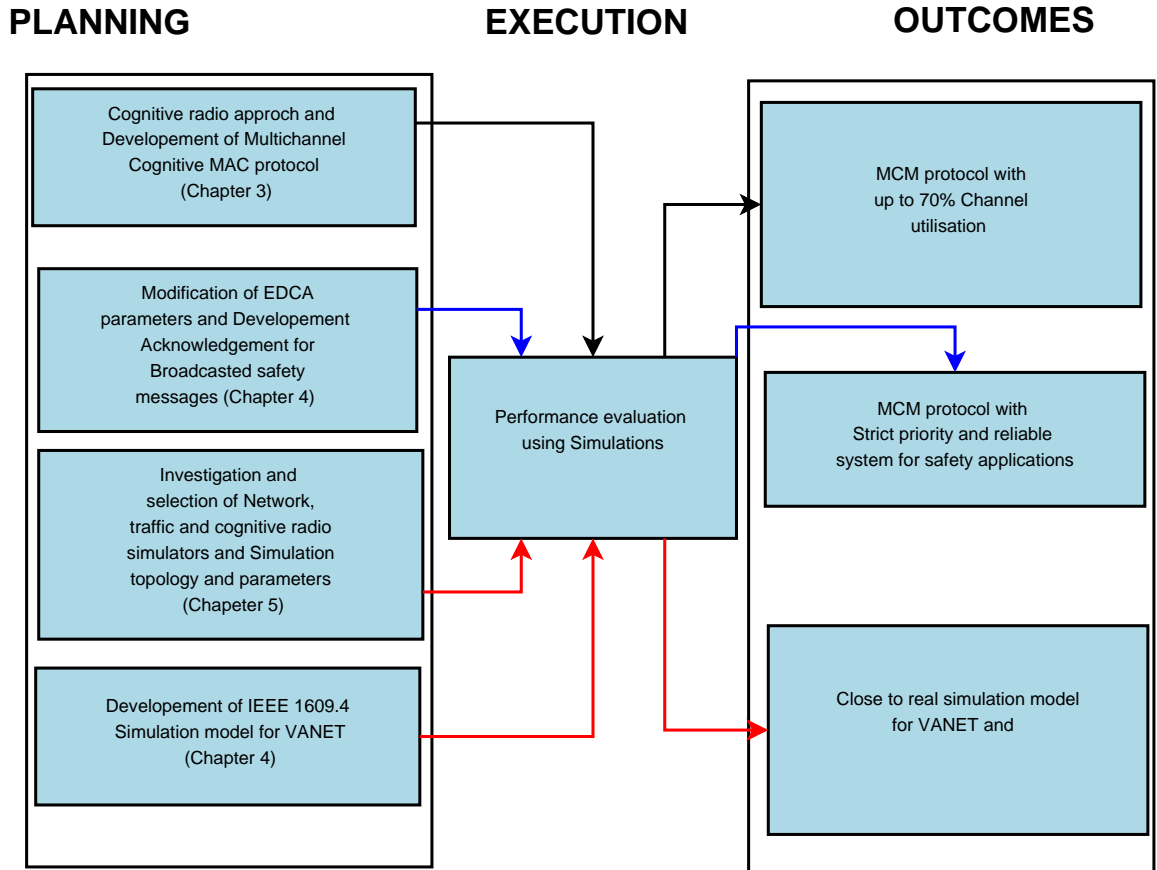 PLANNING
EXECUTION
OUTCOMES
Cognitive radio approch and
Developement of Multichannel
Cognitive MAC protocol
(Chapter 3)
Modification of EDCA
parameters and Developement
Acknowledgement for
Broadcasted safety
messages (Chapter 4)
Investigation and
selection of Network,
traffic and cognitive radio
simulators and Simulation
topology and parameters
(Chapeter 5)
Developement of IEEE 1609.4
Simulation model for VANET
(Chapter 4)
Performance evaluation
using Simulations
MCM protocol with
up to 70% Channel
utilisation
MCM protocol with
Strict priority and reliable
system for safety applications
Close to real simulation model
for VANET and